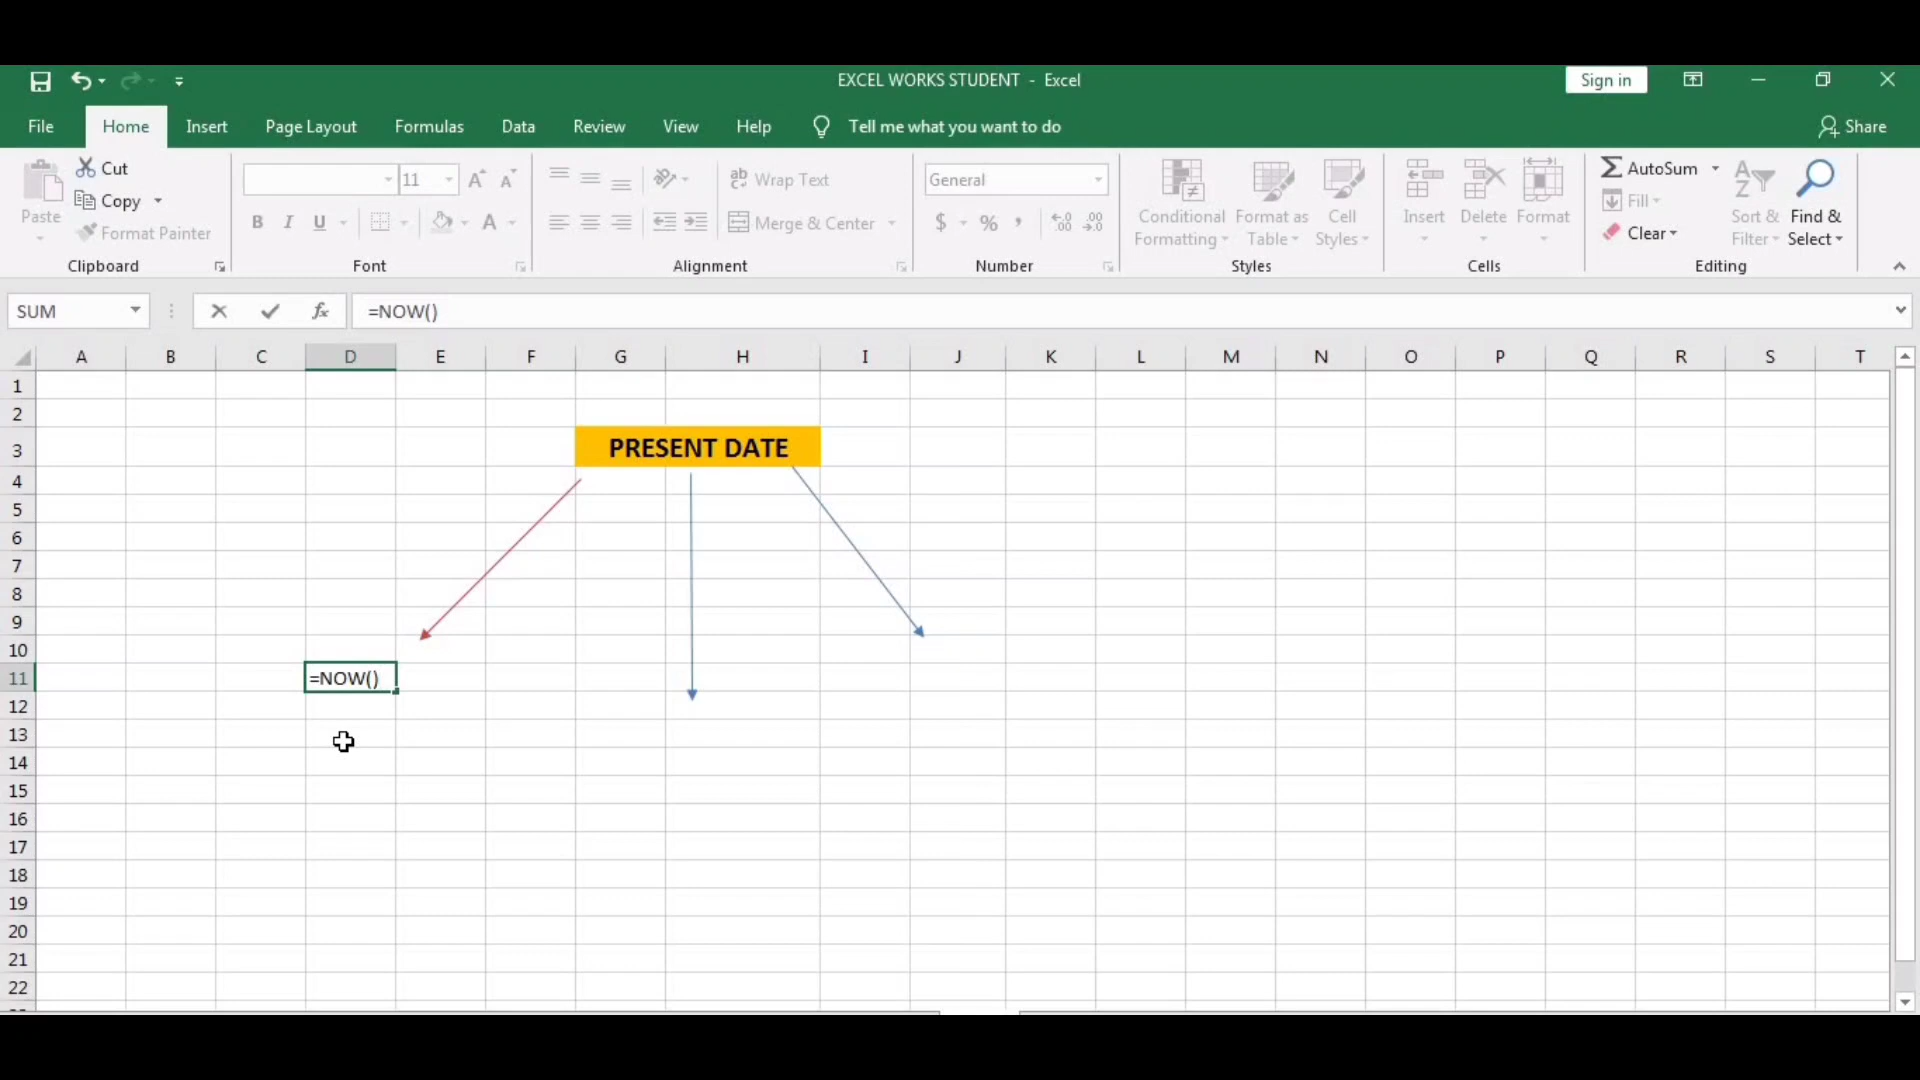 EXCEL WORKS STUDENT - Excel
Sign in
File Home Insert Page Layout Formulas Data Review View Help Tell me what you want to do Share
Paste
Cut
Copy
Format Painter
Clipboard
11
A A
B I U A
Font
ab Wrap Text
Merge & Center
Alignment
General
$ % ,
Number
Conditional Formatting
Format as Table
Cell Styles
Styles
Insert
Delete
Format
Cells
AutoSum
Fill
Clear
Sort & Filter
Find & Select
Editing
SUM fx =NOW()
A B C D E F G H I J K L M N O P Q R S T
1
2
3 PRESENT DATE
4
5
6
7
8
9
10
11 =NOW()
12
13
14
15
16
17
18
19
20
21
22